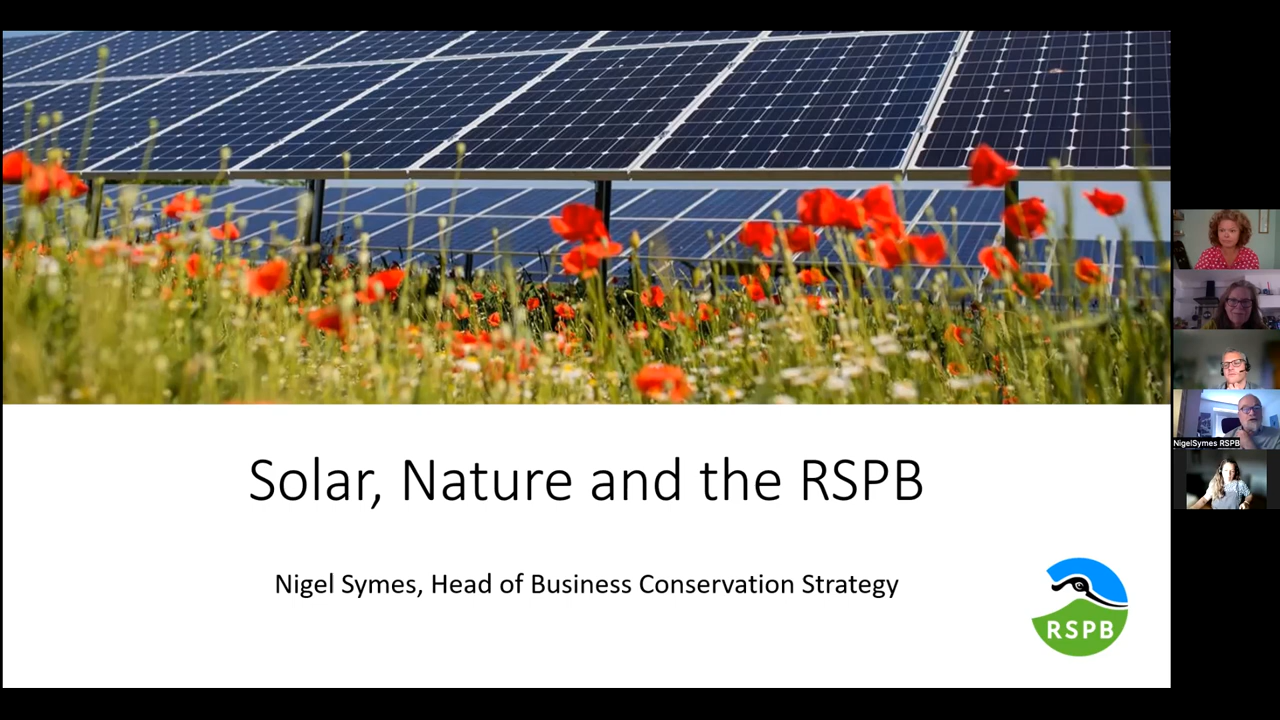 Solar, Nature and the RSPB
Nigel Symes, Head of Business Conservation Strategy
RSPB
NigelSymes RSPB